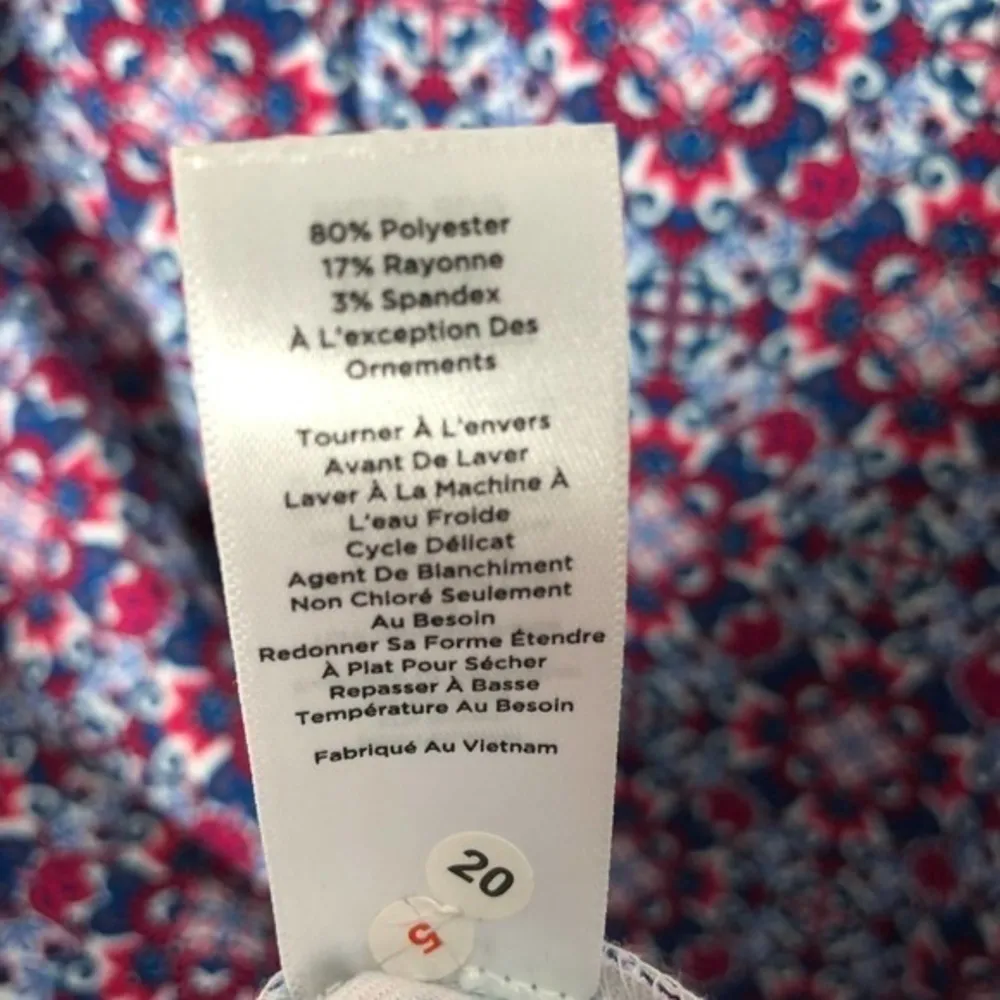 80% Polyester
17% Rayonne
3% Spandex
À L'exception Des
Ornements
Tourner À L'envers
Avant De Laver
Laver À La Machine À
L'eau Froide
Cycle Délicat
Agent De Blanchiment
Non Chloré Seulement
Au Besoin
Redonner Sa Forme Étendre
À Plat Pour Sécher
Repasser À Basse
Température Au Besoin
Fabriqué Au Vietnam
20
5